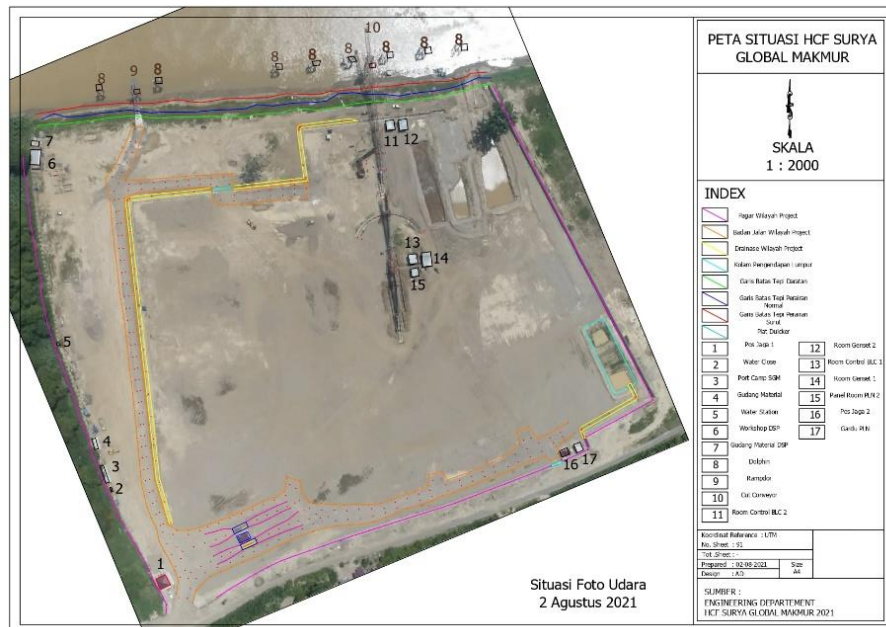 10
8
8
8
8
8
8
8
9
8
PETA SITUASI HCF SURYA
GLOBAL MAKMUR
SKALA
1 : 2000
11
12
7
6
13
14
15
5
4
3
2
16
17
1
Situasi Foto Udara
2 Agustus 2021
INDEX
Pagar Wilayah Project
Badan Jalan Wilayah Project
Drainase Wilayah Project
Kolam Pengendapan Lumpur
Garis Batas Tepi Daratan
Garis Batas Tepi Perairan
Normal
Garis Batas Tepi Perairan
Surut
Plat Duicker
1 Pos Jaga 1
2 Water Close
3 Port Camp SGM
4 Gudang Material
5 Water Station
6 Workshop DSP
7 Gudang Material DSP
8 Dolphin
9 Rampdor
10 Cut Conveyor
11 Room Control BLC 2
12 Room Genset 2
13 Room Control BLC 1
14 Room Genset 1
15 Panel Room PLN 2
16 Pos Jaga 2
17 Gardu PLN
Koordinat Reference : UTM
No. Sheet : 91
Tot .Sheet : -
Prepared : 02-08-2021
Design : AD.
Size
A4
SUMBER :
ENGINEERING DEPARTEMENT
HCF SURYA GLOBAL MAKMUR 2021